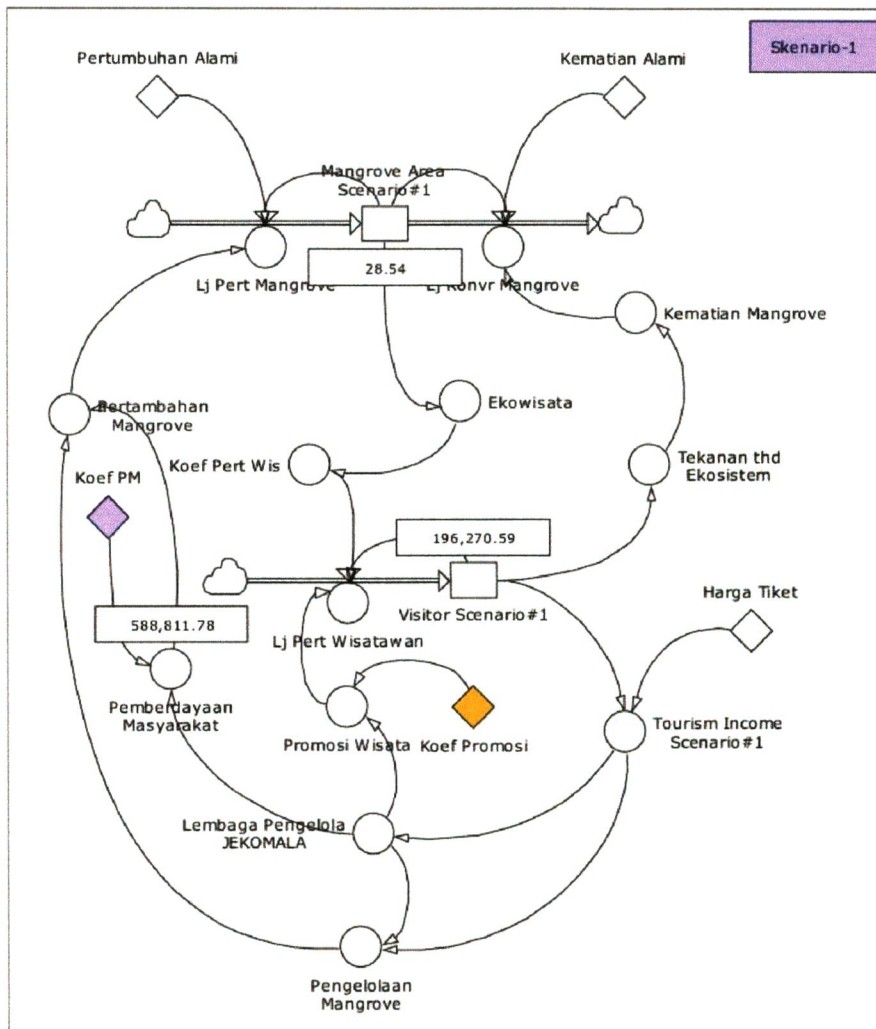 Skenario-1
Pertumbuhan Alami
Kematian Alami
Mangrove Area
Scenario#1
28.54
Lj Pert Mangrove
Lj Konvr Mangrove
Kematian Mangrove
Pertambahan
Mangrove
Ekowisata
Koef Pert Wis
Tekanan thd
Ekosistem
Koef PM
196,270.59
Visitor Scenario#1
Harga Tiket
588,811.78
Lj Pert Wisatawan
Pemberdayaan
Masyarakat
Promosi Wisata
Koef Promosi
Tourism Income
Scenario#1
Lembaga Pengelola
JEKOMALA
Pengelolaan
Mangrove